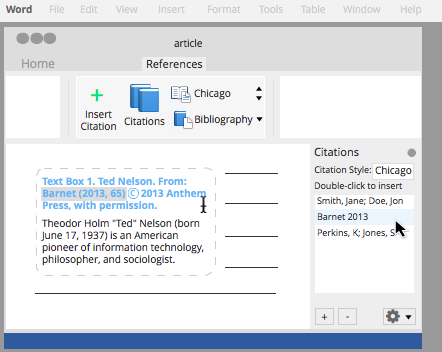 Word File Edit View Insert Format Tools Table Window Help
article
Home References
Insert Citation
Citations
Chicago
Bibliography
Text Box 1. Ted Nelson. From:
Barnet (2013, 65) © 2013 Anthem
Press, with permission.
Theodor Holm "Ted" Nelson (born
June 17, 1937) is an American
pioneer of information technology,
philosopher, and sociologist.
Citations
Citation Style: Chicago
Double-click to insert
Smith, Jane; Doe, Jon
Barnet 2013
Perkins, K; Jones, S
+ -